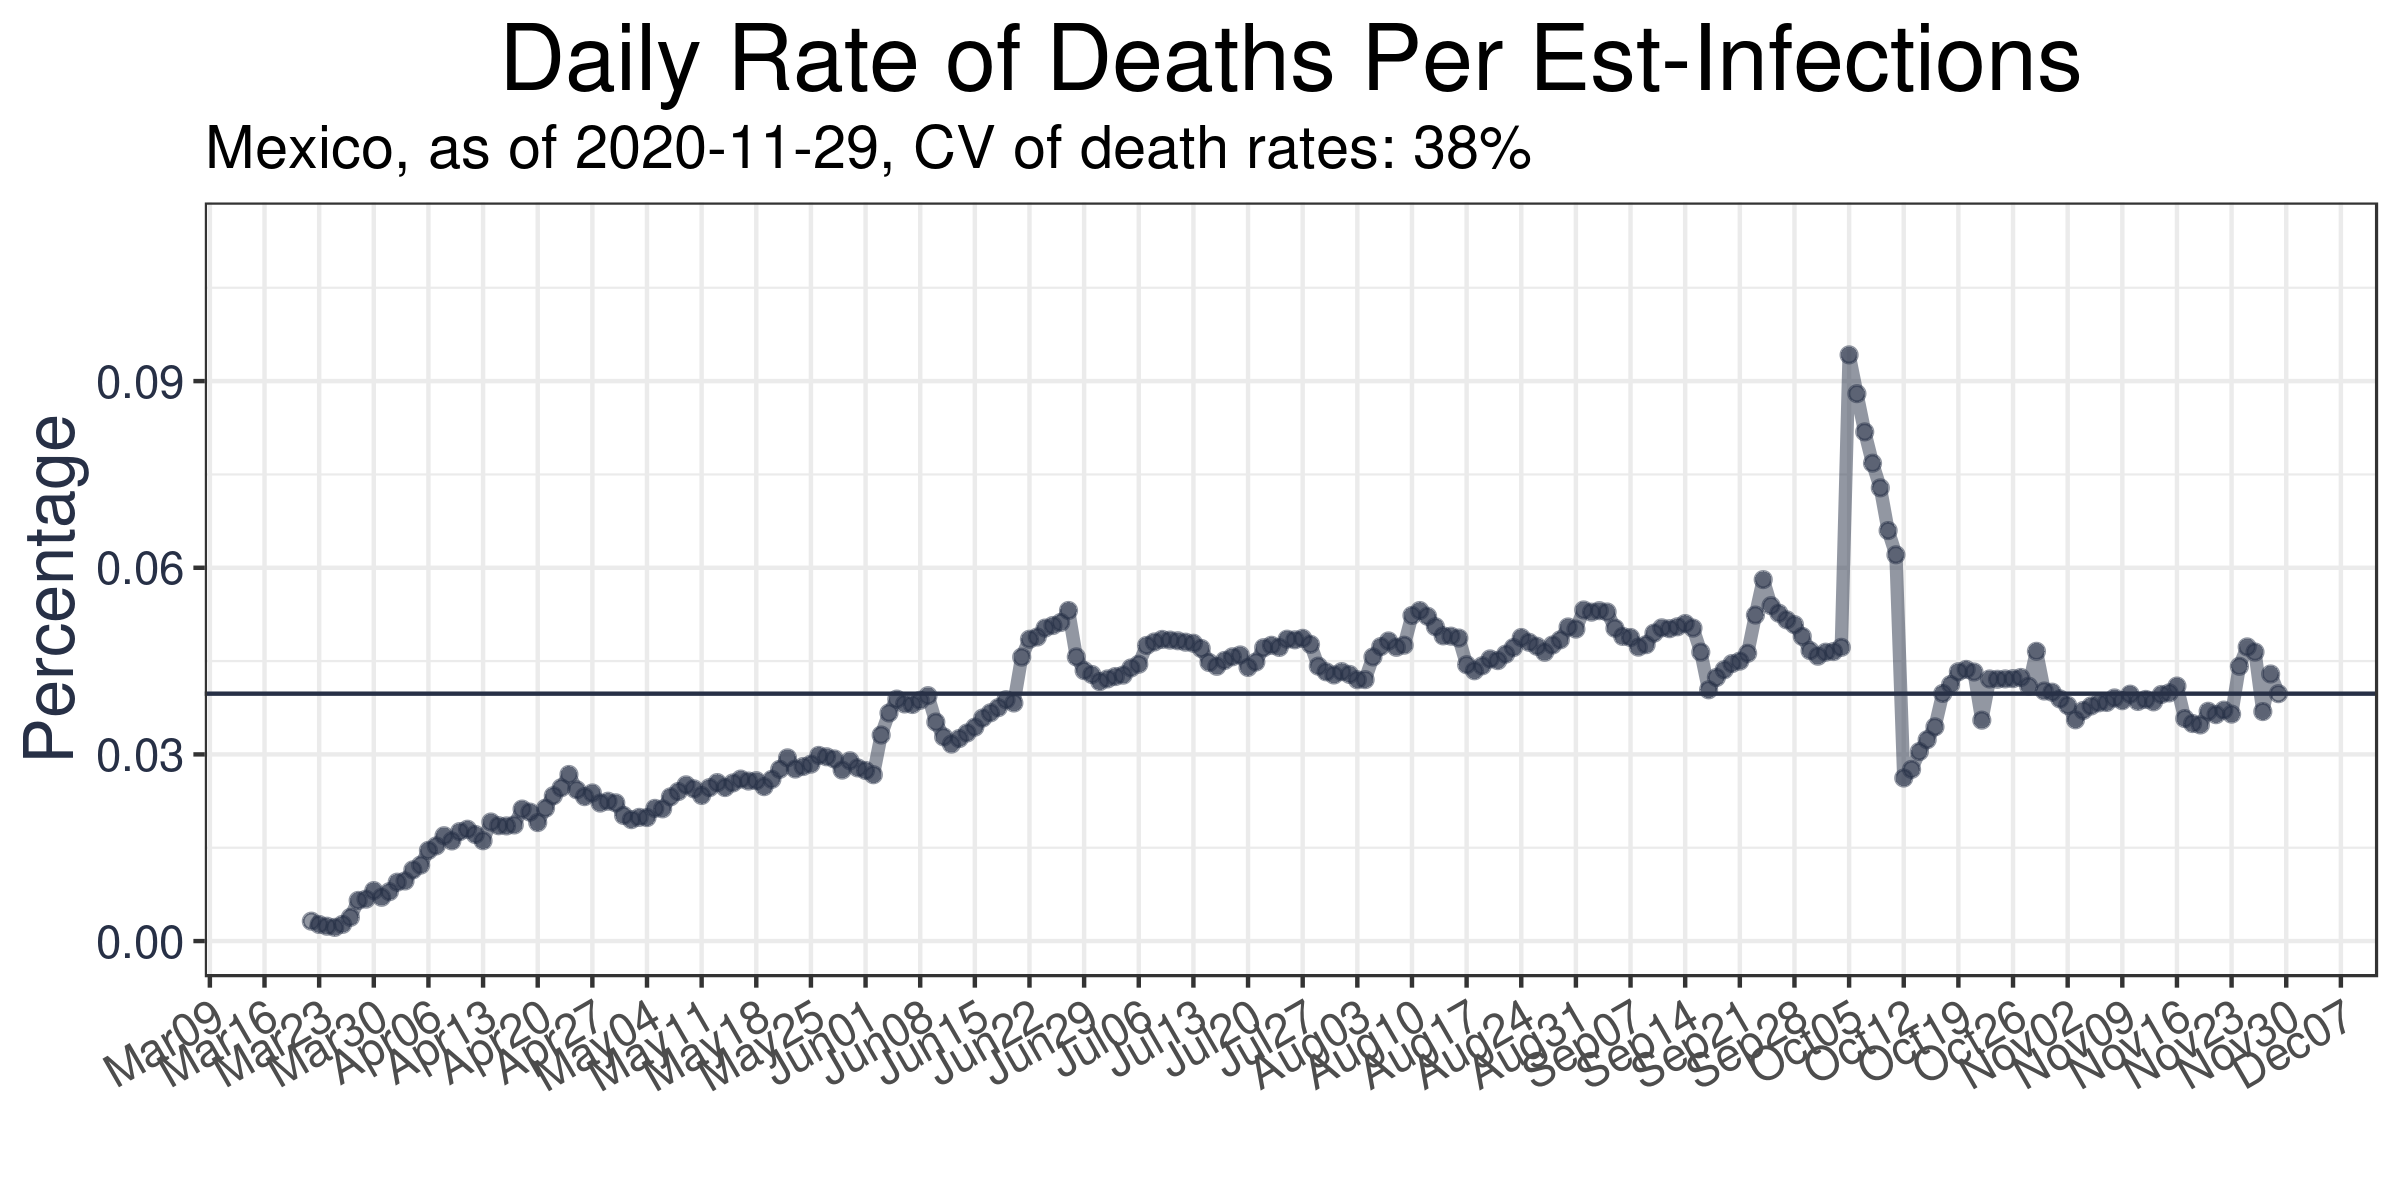 Daily Rate of Deaths Per Est-Infections
Mexico, as of 2020-11-29, CV of death rates: 38%
Percentage
0.09
0.06
0.03
0.00
Mar09
Mar16
Mar23
Mar30
Apr06
Apr13
Apr20
Apr27
May04
May11
May18
May25
Jun01
Jun08
Jun15
Jun22
Jun29
Jul06
Jul13
Jul20
Jul27
Aug03
Aug10
Aug17
Aug24
Aug31
Sep07
Sep14
Sep21
Sep28
Oct05
Oct12
Oct19
Oct26
Nov02
Nov09
Nov16
Nov23
Nov30
Dec07